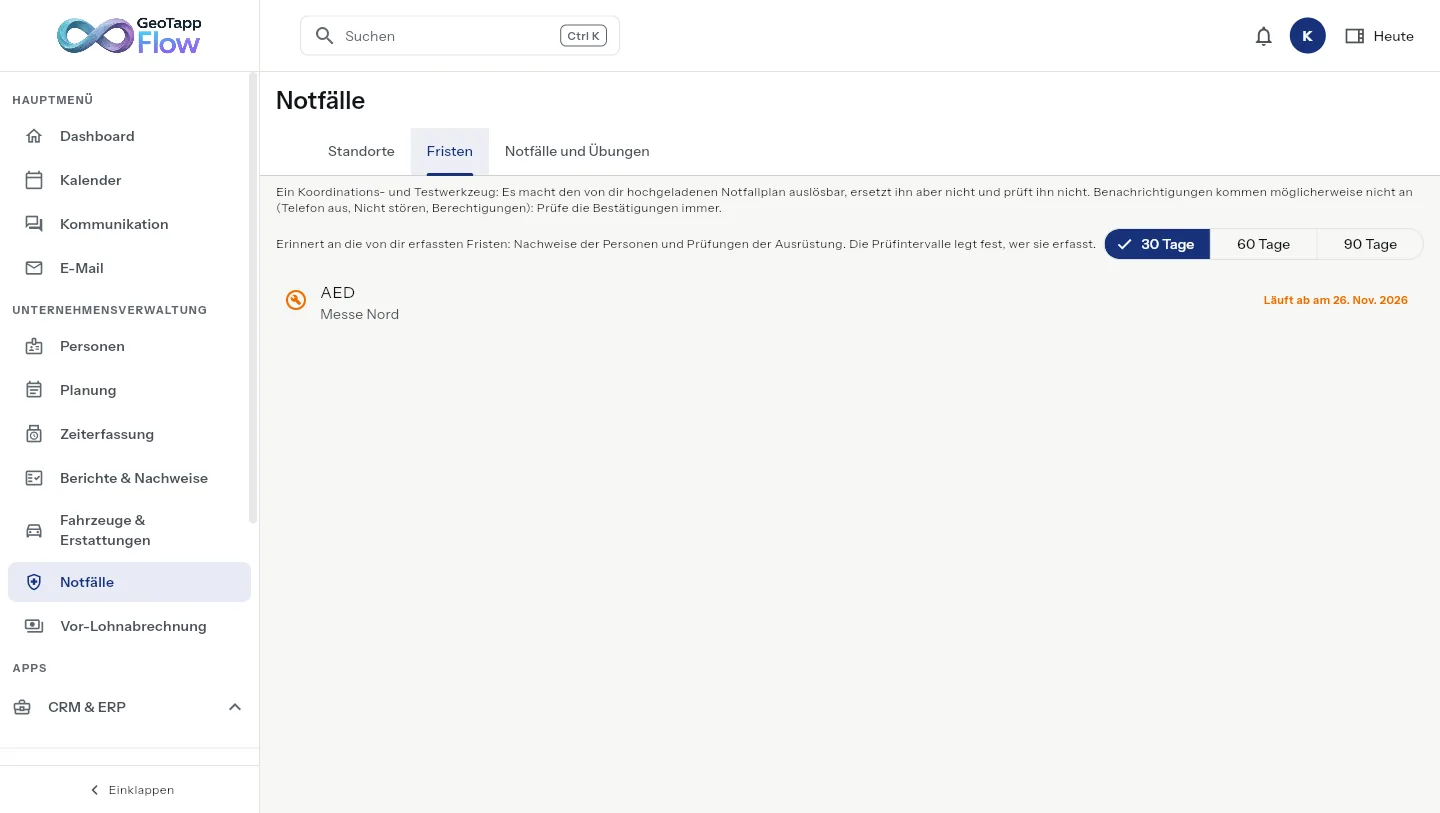 GeoTapp
Flow
Suchen
Ctrl K
K
Heute
HAUPTMENÜ
Dashboard
Kalender
Kommunikation
E-Mail
UNTERNEHMENSVERWALTUNG
Personen
Planung
Zeiterfassung
Berichte & Nachweise
Fahrzeuge &
Erstattungen
Notfälle
Vor-Lohnabrechnung
APPS
CRM & ERP
Einklappen
Notfälle
Standorte
Fristen
Notfälle und Übungen
Ein Koordinations- und Testwerkzeug: Es macht den von dir hochgeladenen Notfallplan auslösbar, ersetzt ihn aber nicht und prüft ihn nicht. Benachrichtigungen kommen möglicherweise nicht an
(Telefon aus, Nicht stören, Berechtigungen): Prüfe die Bestätigungen immer.
Erinnert an die von dir erfassten Fristen: Nachweise der Personen und Prüfungen der Ausrüstung. Die Prüfintervalle legt fest, wer sie erfasst.
30 Tage
60 Tage
90 Tage
AED
Messe Nord
Läuft ab am 26. Nov. 2026